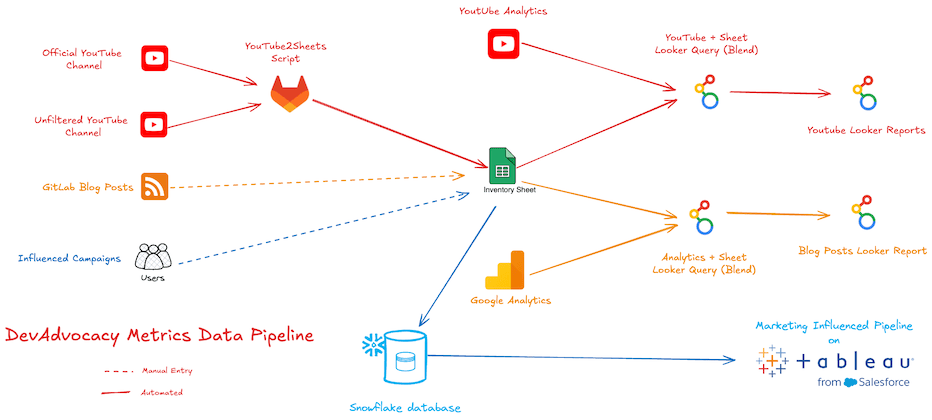 YoutUbe Analytics
Official YouTube
Channel
YouTube2Sheets
Script
YouTube + Sheet
Looker Query (Blend)
Unfiltered YouTube
Channel
Youtube Looker Reports
GitLab Blog Posts
Inventory Sheet
Influenced Campaigns
Users
Analytics + Sheet
Looker Query (Blend)
Blog Posts Looker Report
Google Analytics
DevAdvocacy Metrics Data Pipeline
Manual Entry
Automated
Snowflake database
Marketing Influenced Pipeline
on
+ableau®
from Salesforce